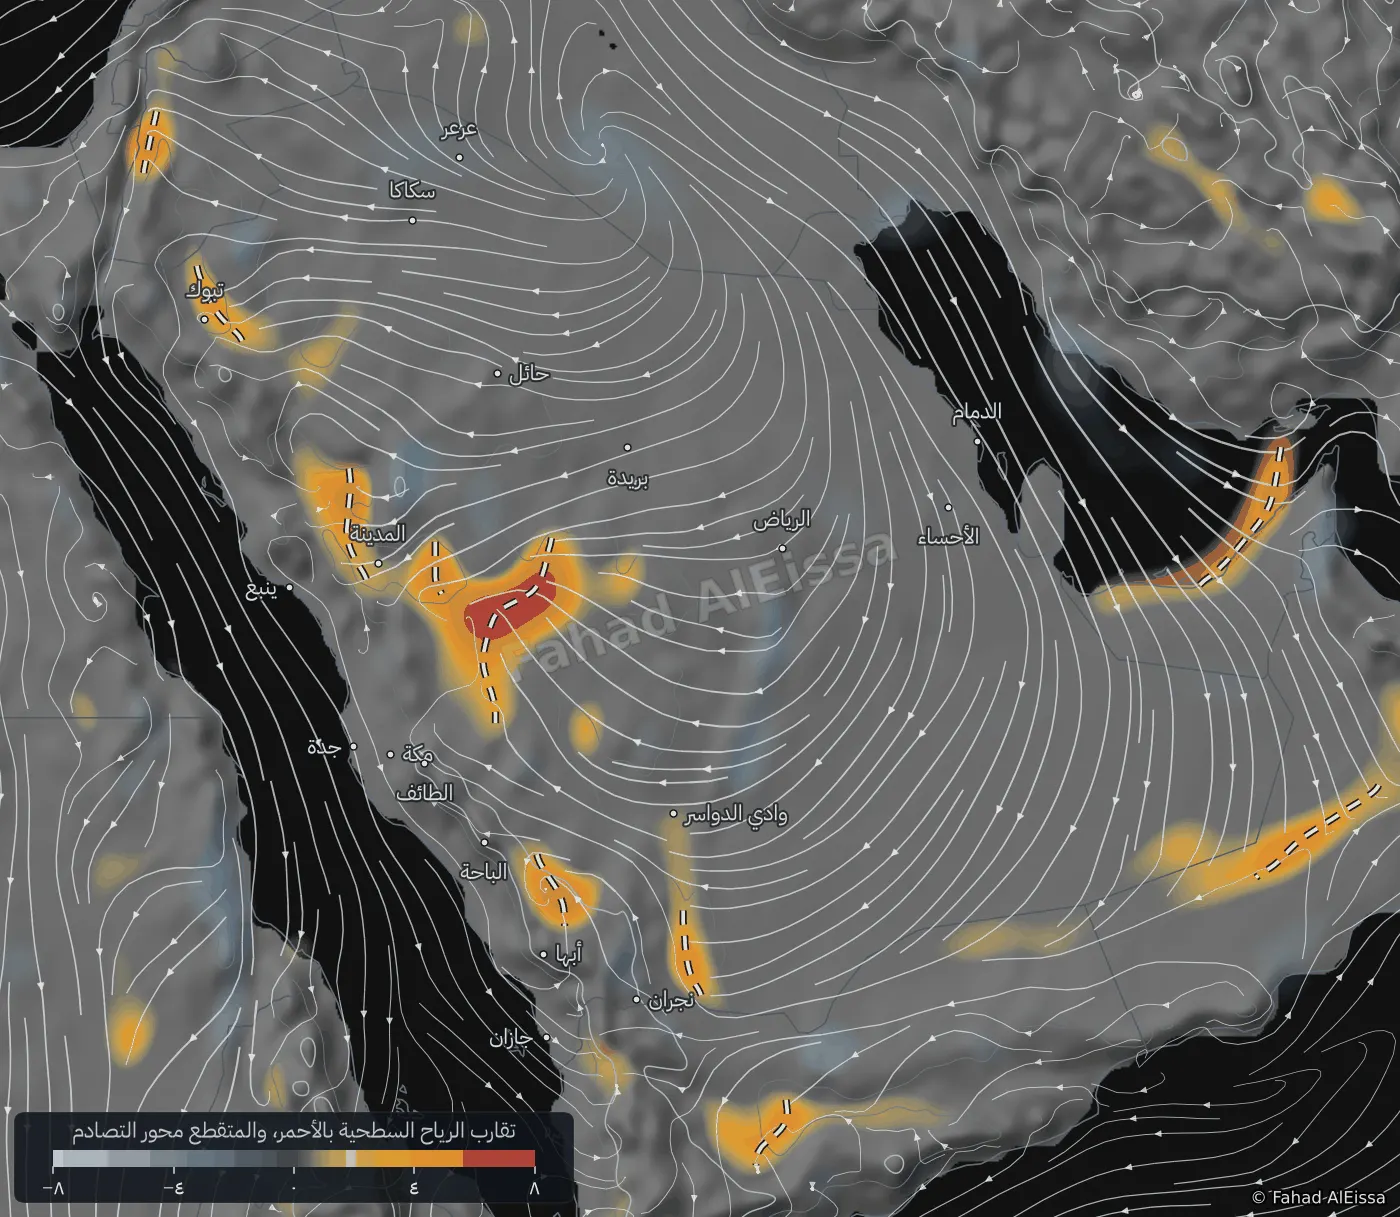 عرعر
سكاكا
تبوك
حائل
الدمام
بريدة
الرياض
الأحساء
المدينة
ينبع
Fahad AlEissa
جدة
مكة
الطائف
وادي الدواسر
الباحة
أبها
نجران
جازان
تقارب الرياح السطحية بالأحمر، والمتقطع محور التصادم
−٨ −٤ ٠ ٤ ٨
© Fahad AlEissa